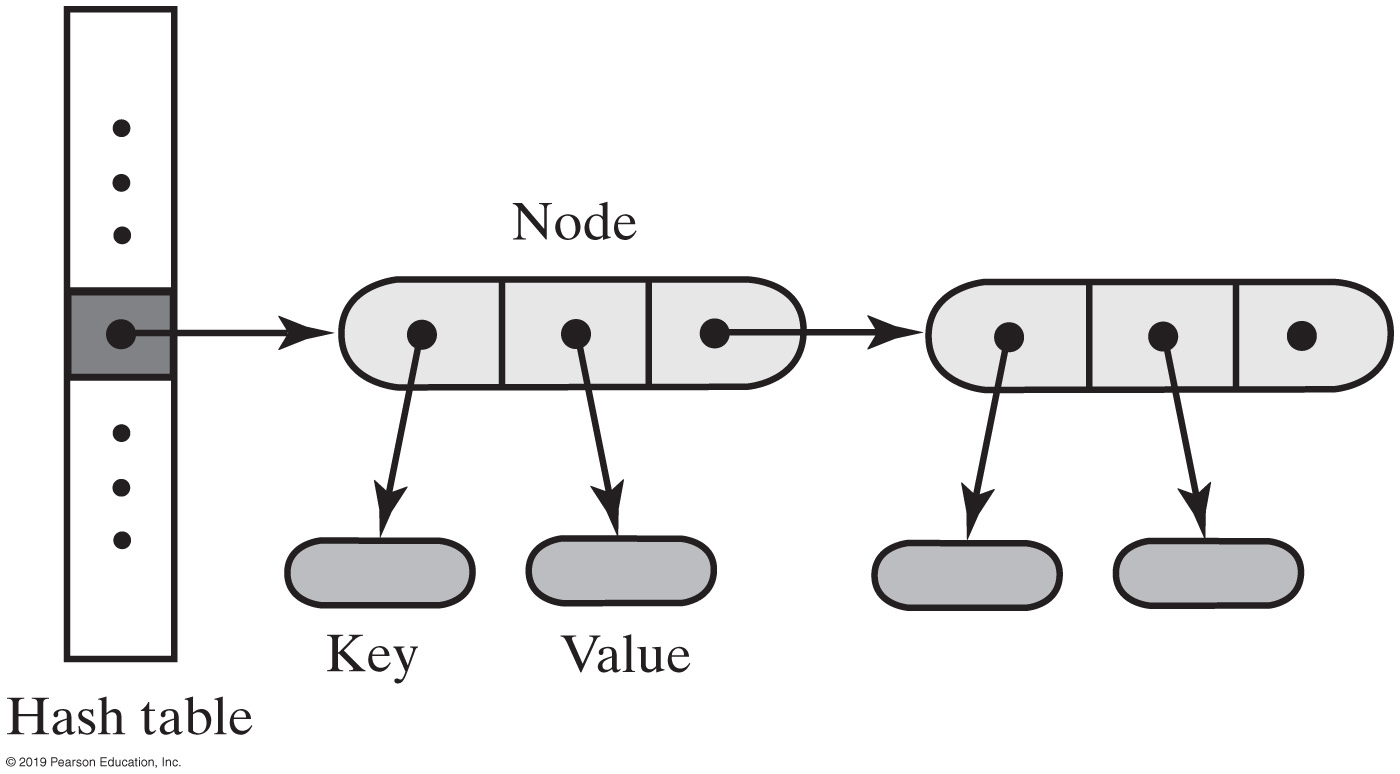 Node
Key
Value
Hash table
© 2019 Pearson Education, Inc.